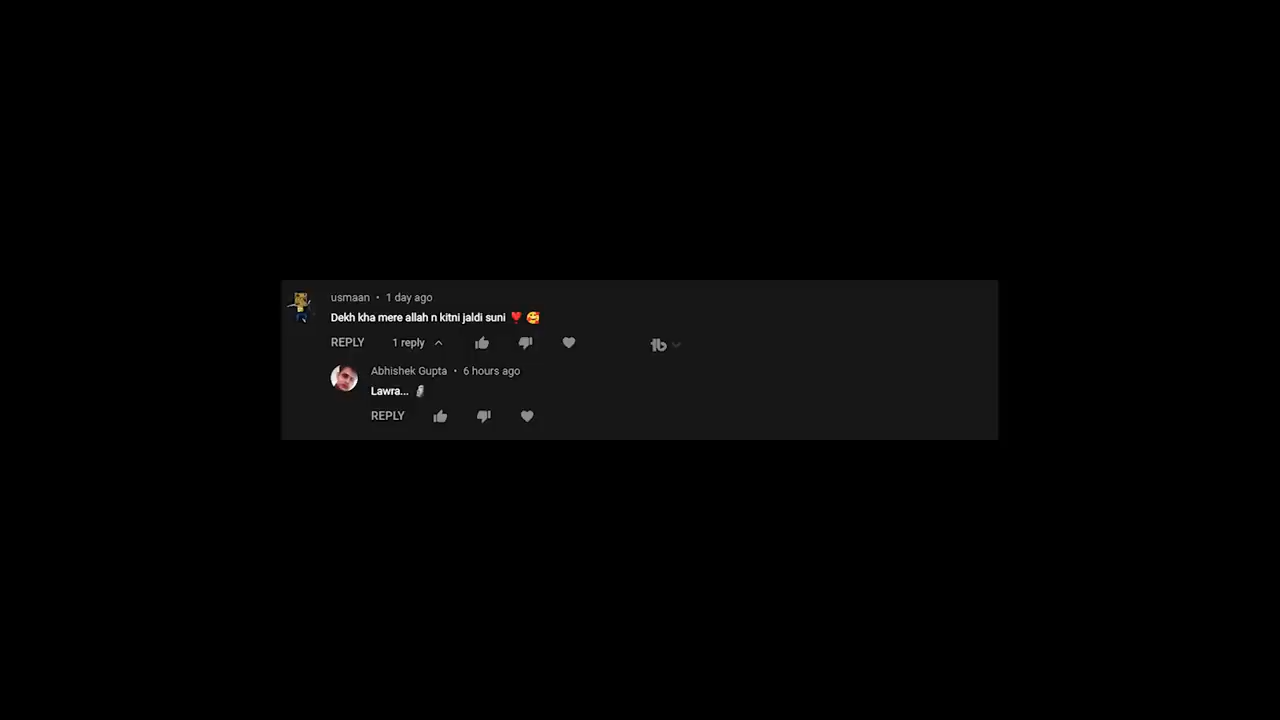 usmaan • 1 day ago
Dekh kha mere allah n kitni jaldi suni ❣️ 🥰
REPLY 1 reply
Abhishek Gupta • 6 hours ago
Lawra... 🗿
REPLY